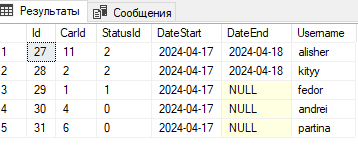 Результаты Сообщения
Id CarId StatusId DateStart DateEnd Username
1 27 11 2 2024-04-17 2024-04-18 alisher
2 28 2 2 2024-04-17 2024-04-18 kityy
3 29 1 1 2024-04-17 NULL fedor
4 30 4 0 2024-04-17 NULL andrei
5 31 6 0 2024-04-17 NULL partina